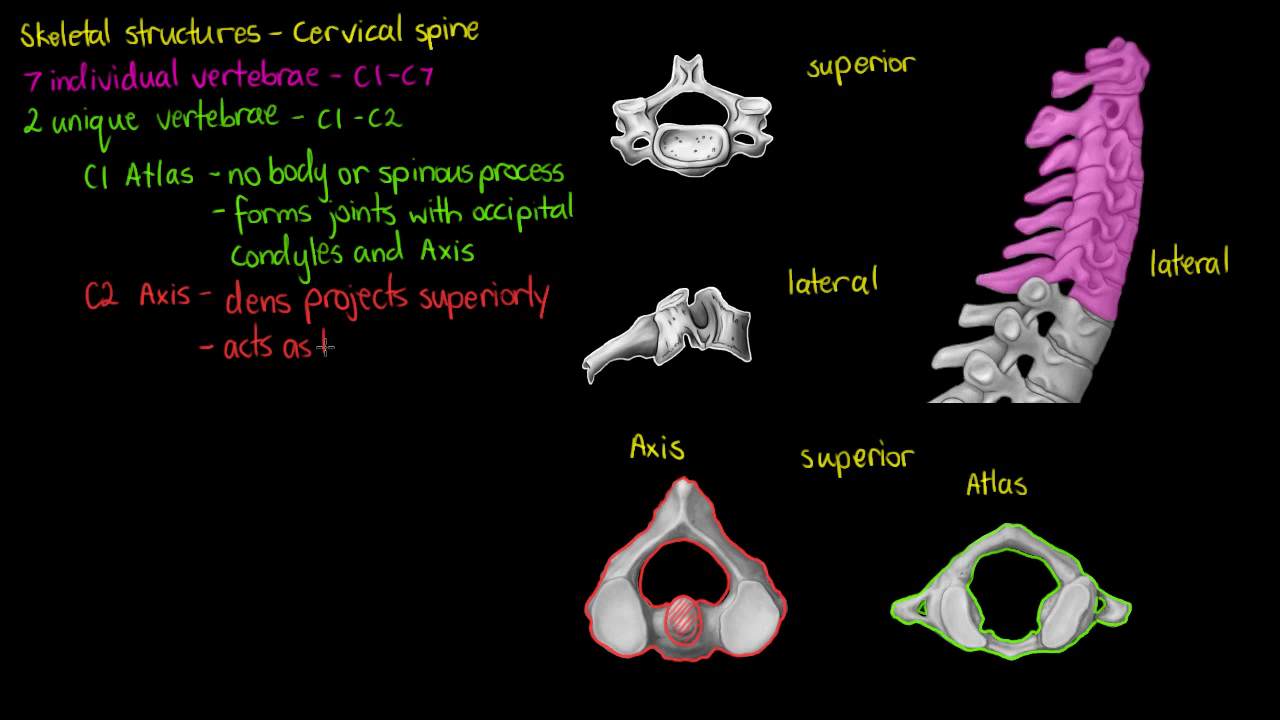 Skeletal structures - Cervical spine
7 individual vertebrae - C1-C7
2 unique vertebrae - C1-C2
C1 Atlas - no body or spinous process
- forms joints with occipital
condyles and Axis
C2 Axis - dens projects superiorly
- acts as t
superior
lateral
lateral
Axis
superior
Atlas